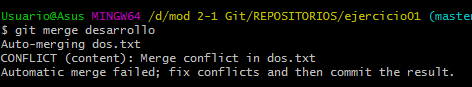 Usuario@Asus MINGW64 /d/mod 2-1 Git/REPOSITORIOS/ejercicio01 (master
$ git merge desarrollo
Auto-merging dos.txt
CONFLICT (content): Merge conflict in dos.txt
Automatic merge failed; fix conflicts and then commit the result.